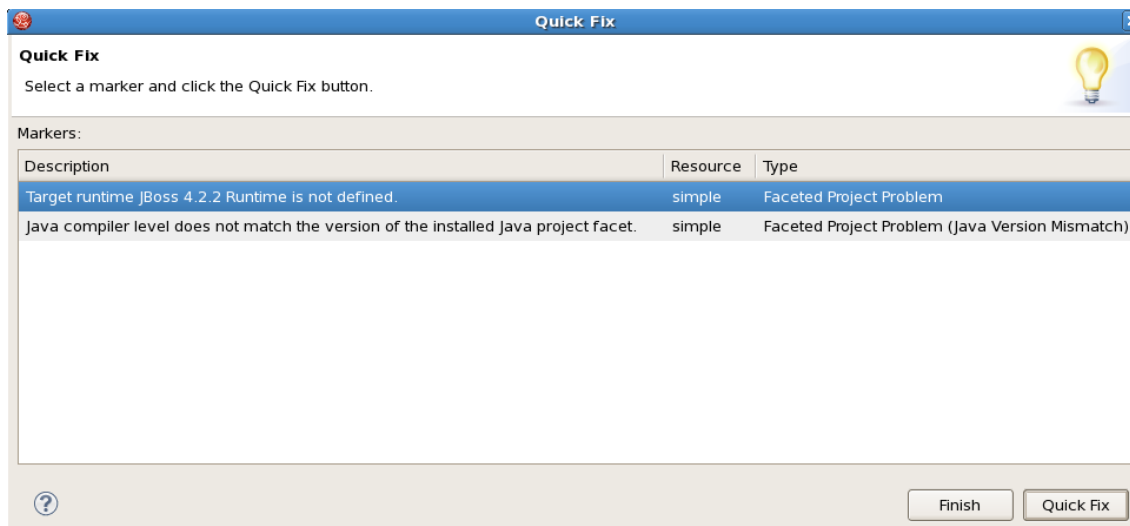 Quick Fix
Quick Fix
Select a marker and click the Quick Fix button.
Markers:
Description Resource Type
Target runtime JBoss 4.2.2 Runtime is not defined. simple Faceted Project Problem
Java compiler level does not match the version of the installed Java project facet. simple Faceted Project Problem (Java Version Mismatch)
? Finish Quick Fix